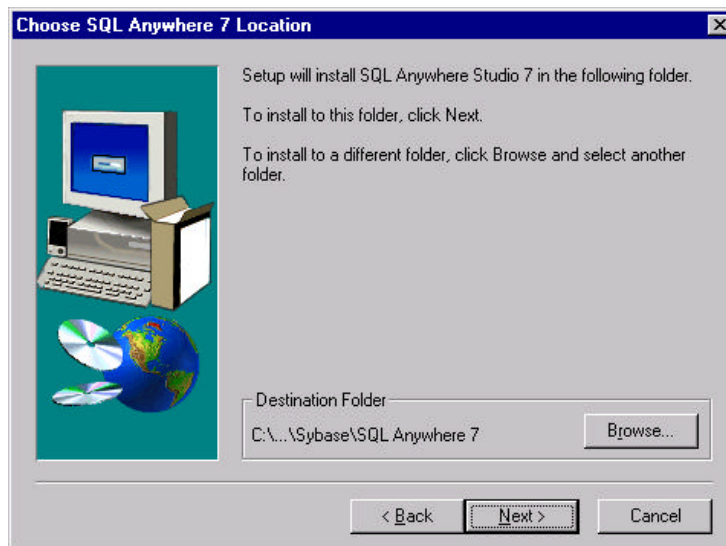 Choose SQL Anywhere 7 Location
Setup will install SQL Anywhere Studio 7 in the following folder.
To install to this folder, click Next.
To install to a different folder, click Browse and select another
folder.
Destination Folder
C:\...\Sybase\SQL Anywhere 7
Browse...
< Back
Next >
Cancel